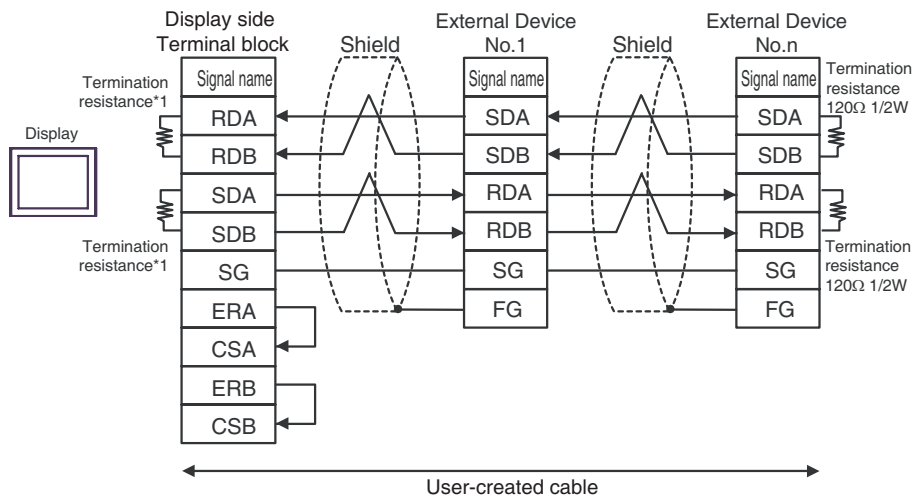 Display side
Terminal block
Shield
External Device
No.1
Shield
External Device
No.n
Termination
resistance*1
Display
Termination
resistance*1
Signal name
RDA
RDB
SDA
SDB
SG
ERA
CSA
ERB
CSB
Signal name
SDA
SDB
RDA
RDB
SG
FG
Signal name
SDA
SDB
RDA
RDB
SG
FG
Termination
resistance
120Ω 1/2W
Termination
resistance
120Ω 1/2W
User-created cable